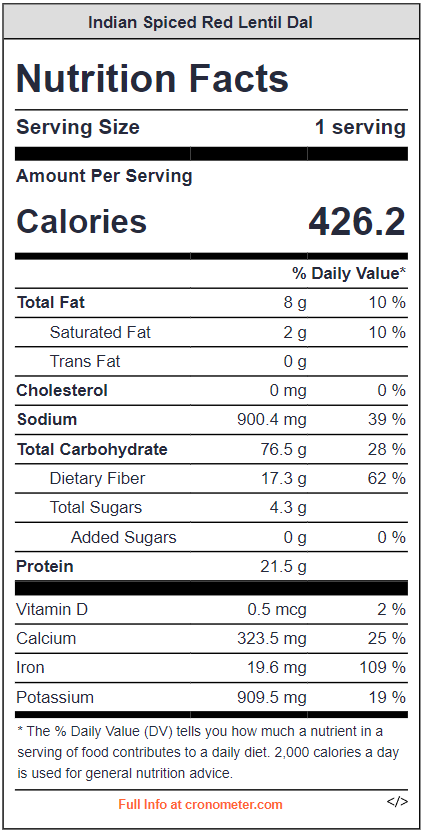 Indian Spiced Red Lentil Dal
Nutrition Facts
Serving Size 1 serving
Amount Per Serving
Calories 426.2
% Daily Value*
Total Fat 8 g 10 %
Saturated Fat 2 g 10 %
Trans Fat 0 g
Cholesterol 0 mg 0 %
Sodium 900.4 mg 39 %
Total Carbohydrate 76.5 g 28 %
Dietary Fiber 17.3 g 62 %
Total Sugars 4.3 g
Added Sugars 0 g 0 %
Protein 21.5 g
Vitamin D 0.5 mcg 2 %
Calcium 323.5 mg 25 %
Iron 19.6 mg 109 %
Potassium 909.5 mg 19 %
* The % Daily Value (DV) tells you how much a nutrient in a
serving of food contributes to a daily diet. 2,000 calories a day
is used for general nutrition advice.
Full Info at cronometer.com </>